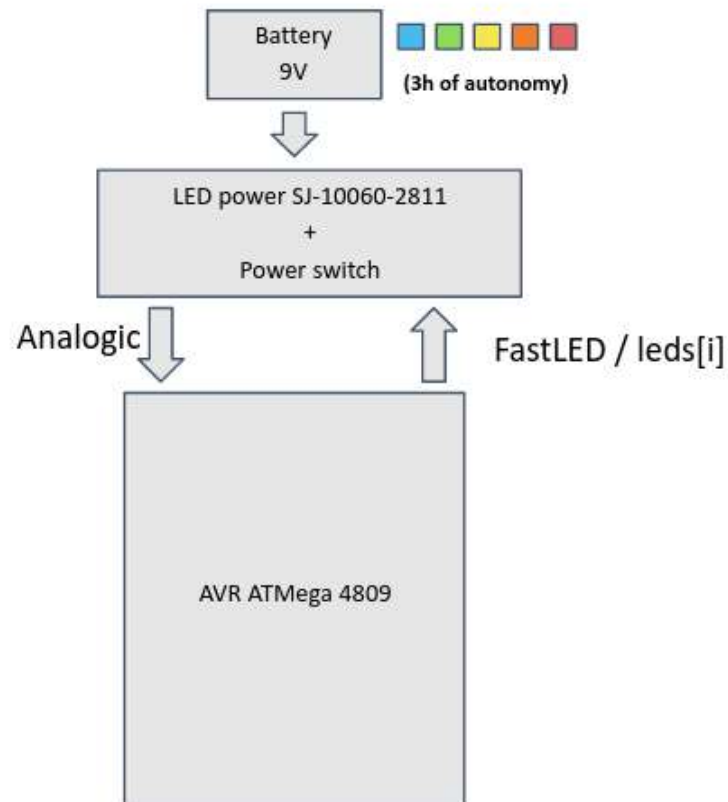 Battery
9V
(3h of autonomy)
LED power SJ-10060-2811
+
Power switch
Analogic
FastLED / leds[i]
AVR ATMega 4809